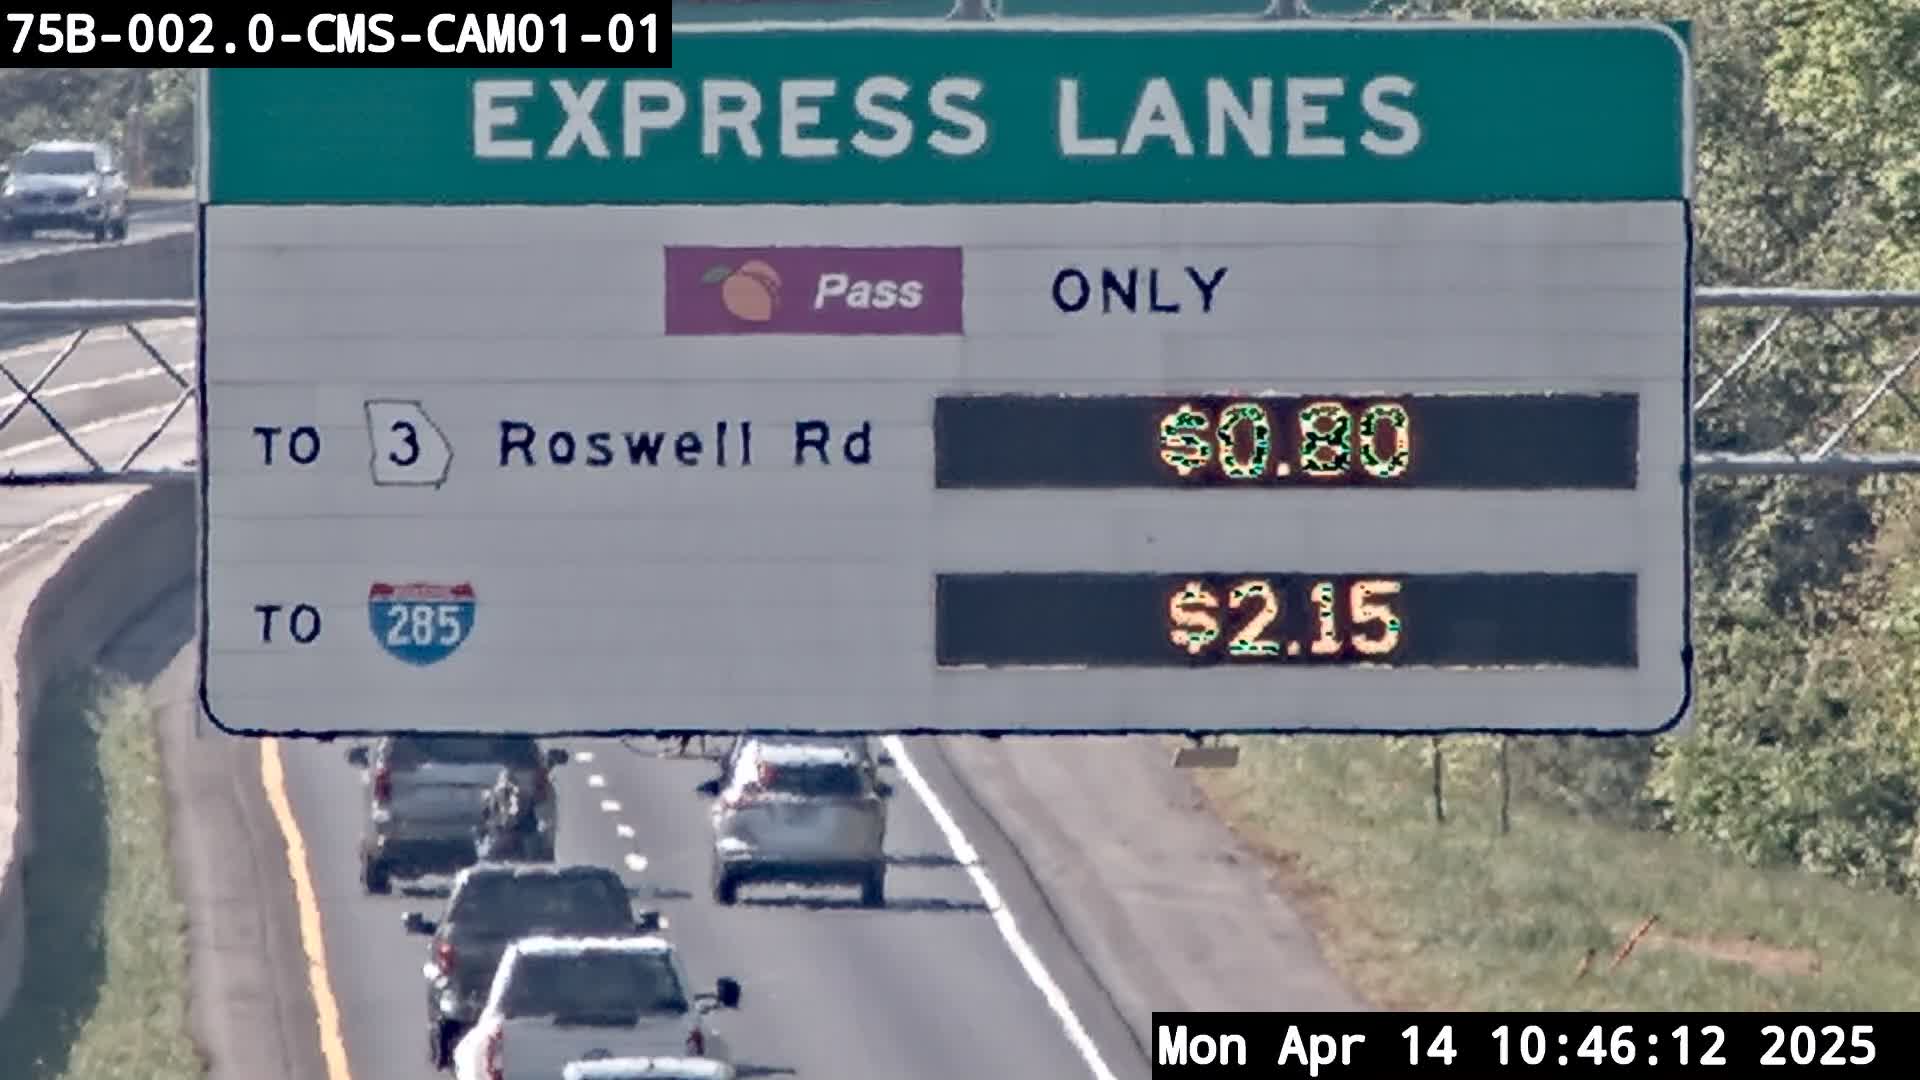 75B-002.0-CMS-CAM01-01
EXPRESS LANES
Pass ONLY
TO 3 Roswell Rd $0.80
TO 285 $2.15
Mon Apr 14 10:46:12 2025